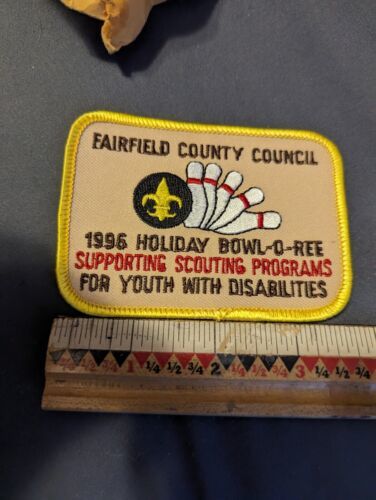 FAIRFIELD COUNTY COUNCIL
1996 HOLIDAY BOWL-O-REE
SUPPORTING SCOUTING PROGRAMS
FOR YOUTH WITH DISABILITIES
1/4 1/2 3/4 1 1/4 1/2 3/4 2 1/4 1/2 3/4 3 1/4 1/2 3/4